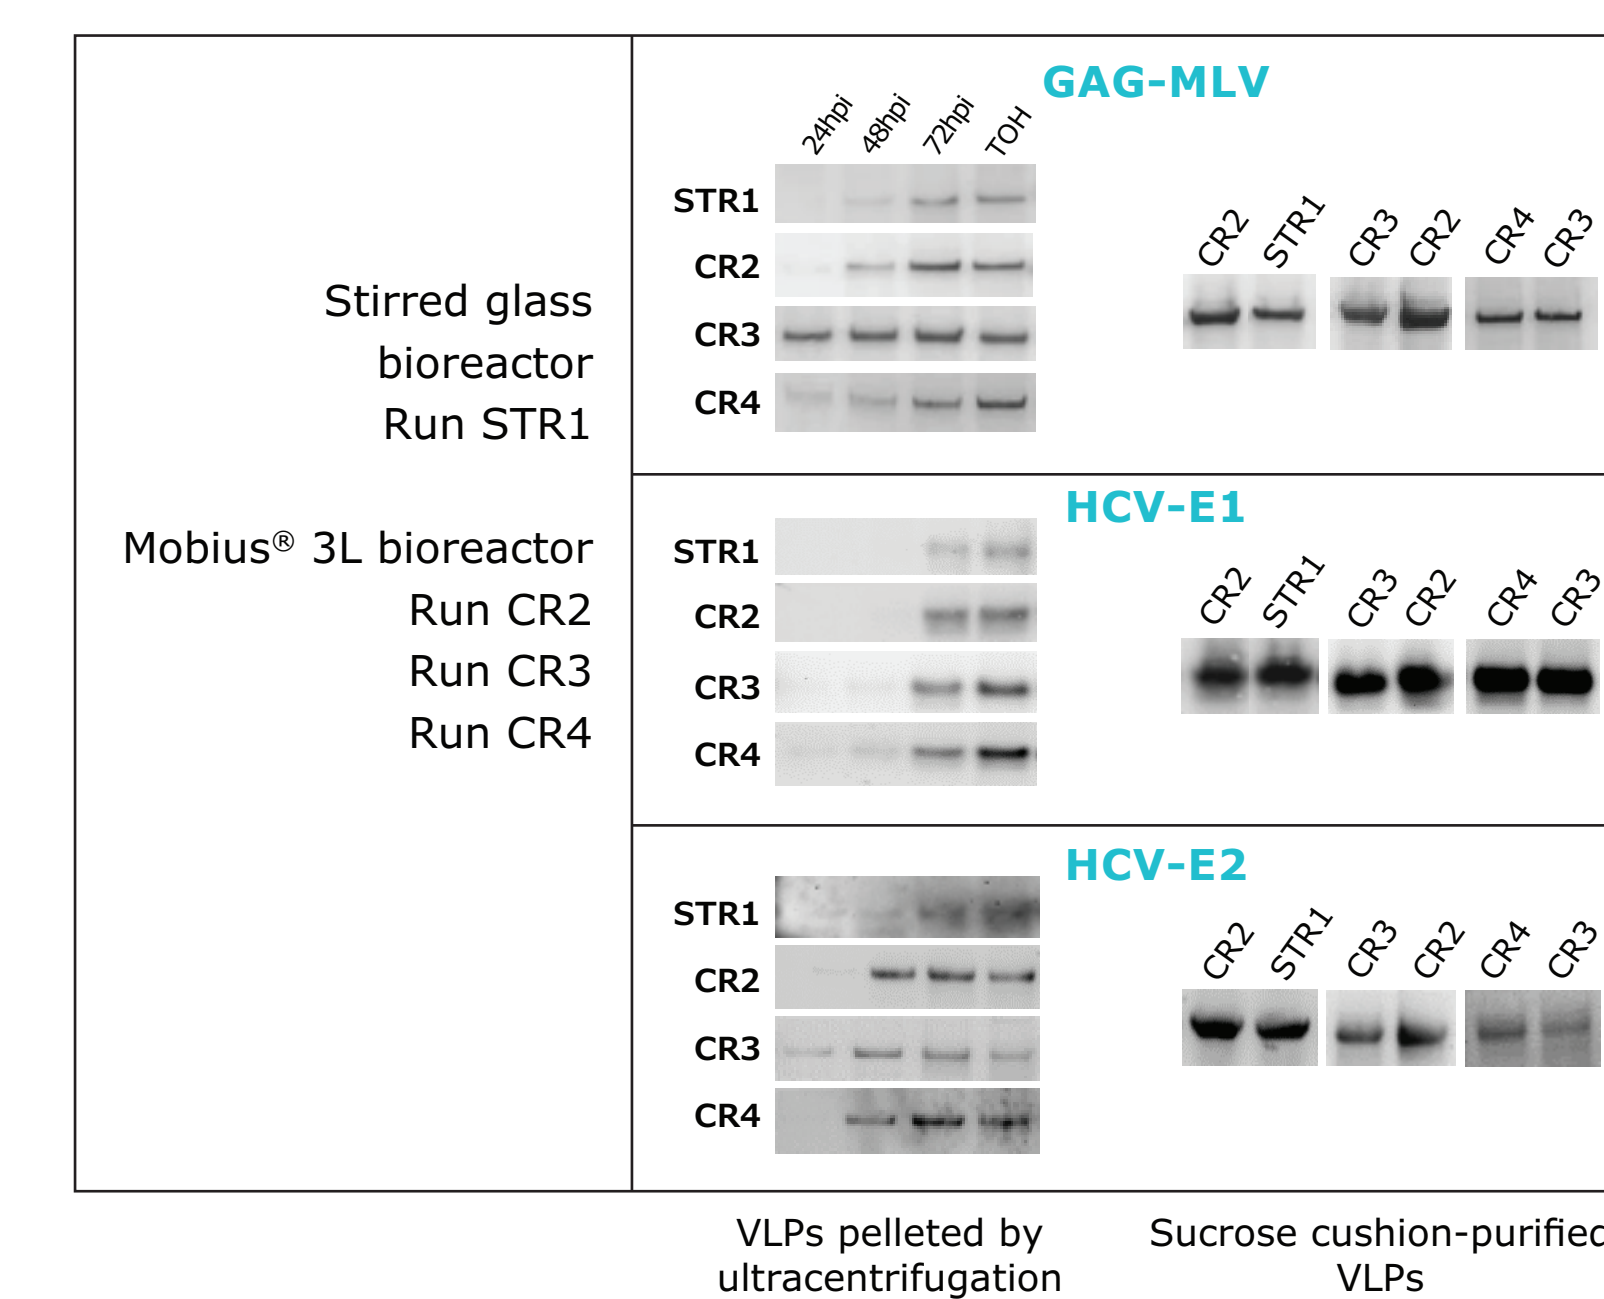 Stirred glass
bioreactor
Run STR1
Mobius® 3L bioreactor
Run CR2
Run CR3
Run CR4
GAG-MLV
24hpi 48hpi 72hpi TOH
STR1
CR2
CR3
CR4
CR2 STR1 CR3 CR2 CR4 CR3
HCV-E1
STR1
CR2
CR3
CR4
CR2 STR1 CR3 CR2 CR4 CR3
HCV-E2
STR1
CR2
CR3
CR4
CR2 STR1 CR3 CR2 CR4 CR3
VLPs pelleted by
ultracentrifugation
Sucrose cushion-purified
VLPs